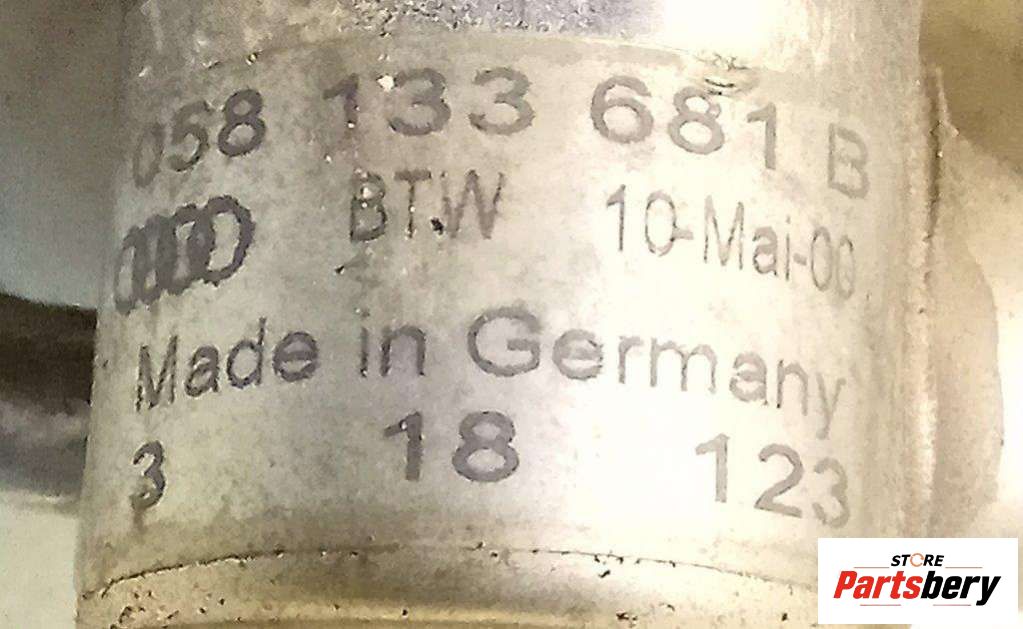 058 133 681 B
BTW 10-Mai-00
Made in Germany
3 18 123
STORE
Partsbery